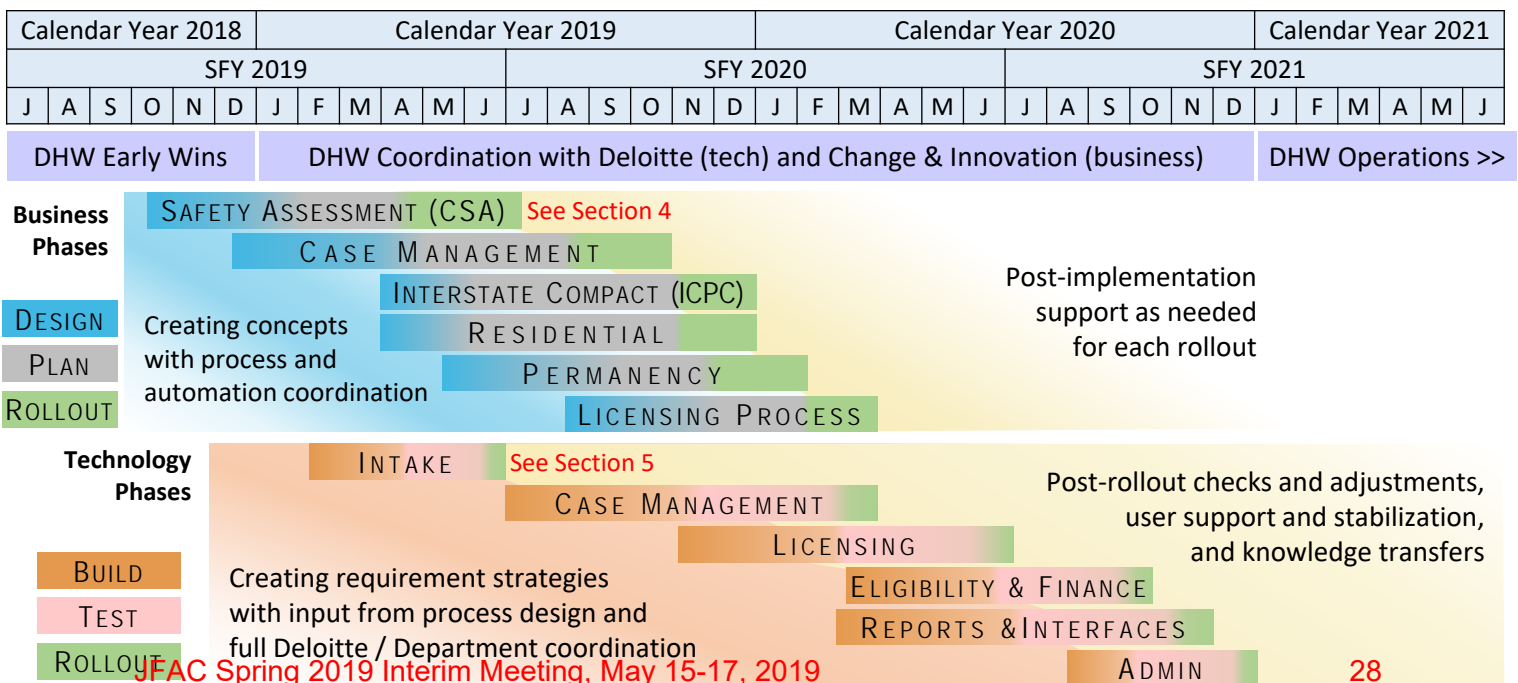 Calendar Year 2018 Calendar Year 2019 Calendar Year 2020 Calendar Year 2021
SFY 2019 SFY 2020 SFY 2021
J A S O N D J F M A M J J A S O N D J F M A M J J A S O N D J F M A M J
DHW Early Wins DHW Coordination with Deloitte (tech) and Change & Innovation (business) DHW Operations >>
Business
Phases
SAFETY ASSESSMENT (CSA) See Section 4
CASE MANAGEMENT
INTERSTATE COMPACT (ICPC)
RESIDENTIAL
PERMANENCY
LICENSING PROCESS
DESIGN
PLAN
ROLLOUT
Creating concepts
with process and
automation coordination
Post-implementation
support as needed
for each rollout
Technology
Phases
INTAKE See Section 5
CASE MANAGEMENT
LICENSING
ELIGIBILITY & FINANCE
REPORTS &INTERFACES
ADMIN
BUILD
TEST
ROLLOUT
Creating requirement strategies
with input from process design and
full Deloitte / Department coordination
Post-rollout checks and adjustments,
user support and stabilization,
and knowledge transfers
JFAC Spring 2019 Interim Meeting, May 15-17, 2019 28